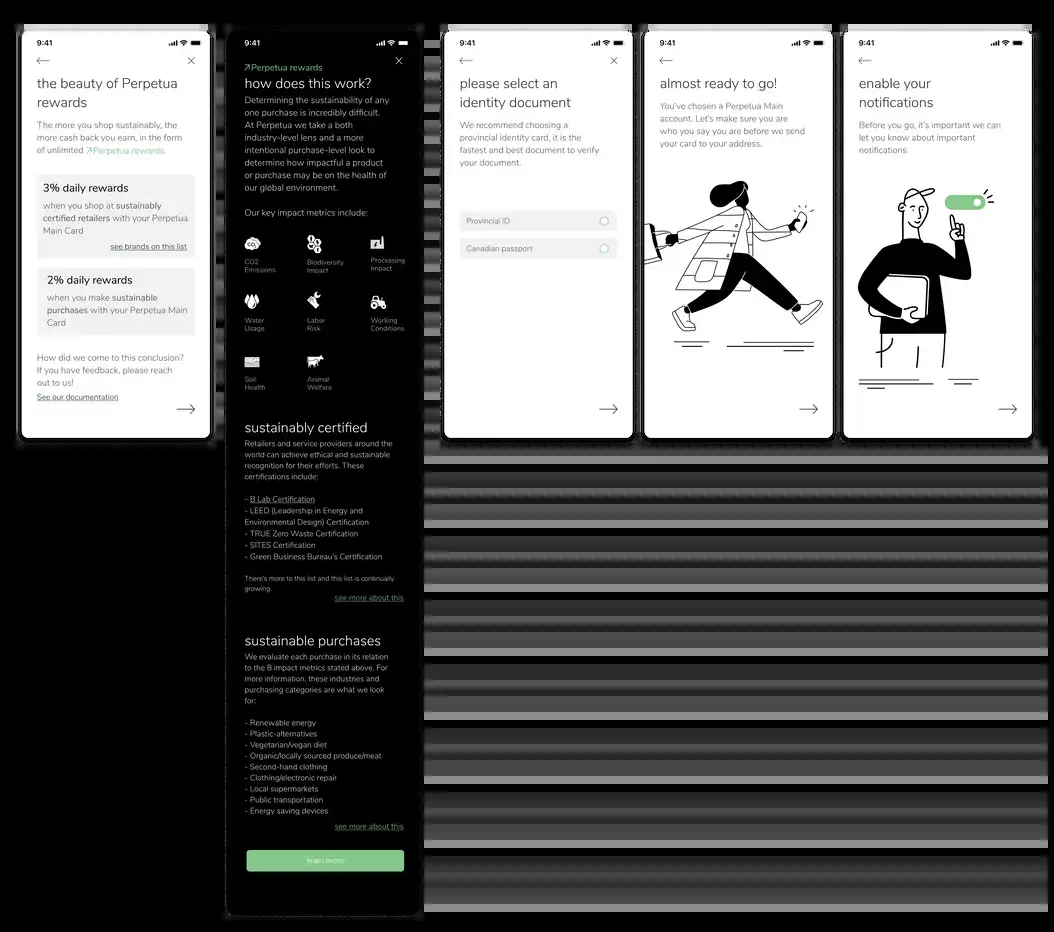 9:41
the beauty of Perpetua
rewards
The more you shop sustainably, the
more cash back you earn, in the form
of unlimited ↗Perpetua rewards.
3% daily rewards
when you shop at sustainably
certified retailers with your Perpetua
Main Card
see brands on this list
2% daily rewards
when you make sustainable
purchases with your Perpetua Main
Card
How did we come to this conclusion?
If you have feedback, please reach
out to us!
See our documentation
9:41
↗Perpetua rewards
how does this work?
Determining the sustainability of any
one purchase is incredibly difficult.
At Perpetua we take a both
industry-level lens and a more
intentional purchase-level look to
determine how impactful a product
or purchase may be on the health of
our global environment.
Our key impact metrics include:
CO2
Emissions
Biodiversity
Impact
Processing
Impact
Water
Usage
Labor
Risk
Working
Conditions
Soil
Health
Animal
Welfare
sustainably certified
Retailers and service providers around the
world can achieve ethical and sustainable
recognition for their efforts. These
certifications include:
- B Lab Certification
- LEED (Leadership in Energy and
Environmental Design) Certification
- TRUE Zero Waste Certification
- SITES Certification
- Green Business Bureau's Certification
There's more to this list and this list is continually
growing.
see more about this
sustainable purchases
We evaluate each purchase in its relation
to the 8 impact metrics stated above. For
more information, these industries and
purchasing categories are what we look
for:
- Renewable energy
- Plastic-alternatives
- Vegetarian/vegan diet
- Organic/locally sourced produce/meat
- Second-hand clothing
- Clothing/electronic repair
- Local supermarkets
- Public transportation
- Energy saving devices
see more about this
learn more
9:41
please select an
identity document
We recommend choosing a
provincial identity card, it is the
fastest and best document to verify
your document.
Provincial ID
Canadian passport
9:41
almost ready to go!
You've chosen a Perpetua Main
account. Let's make sure you are
who you say you are before we send
your card to your address.
9:41
enable your
notifications
Before you go, it's important we can
let you know about important
notifications.